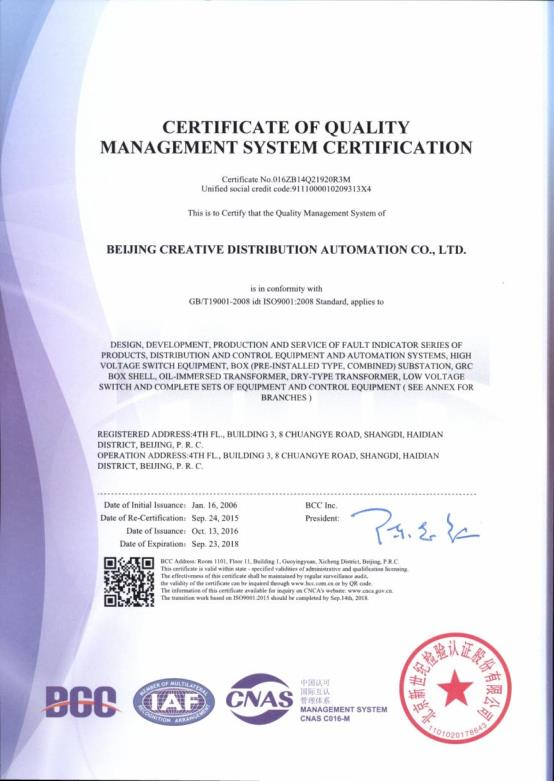 CERTIFICATE OF QUALITY
MANAGEMENT SYSTEM CERTIFICATION
Certificate No.016ZB14Q21920R3M
Unified social credit code:9111000010209313X4
This is to Certify that the Quality Management System of
BEIJING CREATIVE DISTRIBUTION AUTOMATION CO., LTD.
is in conformity with
GB/T19001-2008 idt ISO9001:2008 Standard, applies to
DESIGN, DEVELOPMENT, PRODUCTION AND SERVICE OF FAULT INDICATOR SERIES OF
PRODUCTS, DISTRIBUTION AND CONTROL EQUIPMENT AND AUTOMATION SYSTEMS, HIGH
VOLTAGE SWITCH EQUIPMENT, BOX (PRE-INSTALLED TYPE, COMBINED) SUBSTATION, GRC
BOX SHELL, OIL-IMMERSED TRANSFORMER, DRY-TYPE TRANSFORMER, LOW VOLTAGE
SWITCH AND COMPLETE SETS OF EQUIPMENT AND CONTROL EQUIPMENT ( SEE ANNEX FOR
BRANCHES )
REGISTERED ADDRESS:4TH FL., BUILDING 3, 8 CHUANGYE ROAD, SHANGDI, HAIDIAN
DISTRICT, BEIJING, P. R. C.
OPERATION ADDRESS:4TH FL., BUILDING 3, 8 CHUANGYE ROAD, SHANGDI, HAIDIAN
DISTRICT, BEIJING, P. R. C.
Date of Initial Issuance: Jan. 16, 2006
Date of Re-Certification: Sep. 24, 2015
Date of Issuance: Oct. 13, 2016
Date of Expiration: Sep. 23, 2018
BCC Inc.
President:
BCC Address: Room 1101, Floor 11, Building 1, Guoyingyuan, Xicheng District, Beijing, P.R.C.
This certificate is valid within state - specified validities of administrative and qualification licensing.
The effectiveness of this certificate shall be maintained by regular surveillance audit,
the validity of the certificate can be inquired through www.bcc.com.cn or by QR code.
The information of this certificate available for inquiry on CNCA's website: www.cnca.gov.cn.
The transition work based on ISO9001:2015 should be completed by Sep.14th, 2018.
BCC
MEMBER OF MULTILATERAL
IAF
RECOGNITION ARRANGEMENT
CNAS
中国认可
国际互认
管理体系
MANAGEMENT SYSTEM
CNAS C016-M
北京新世纪检验认证股份有限公司
1101020178643